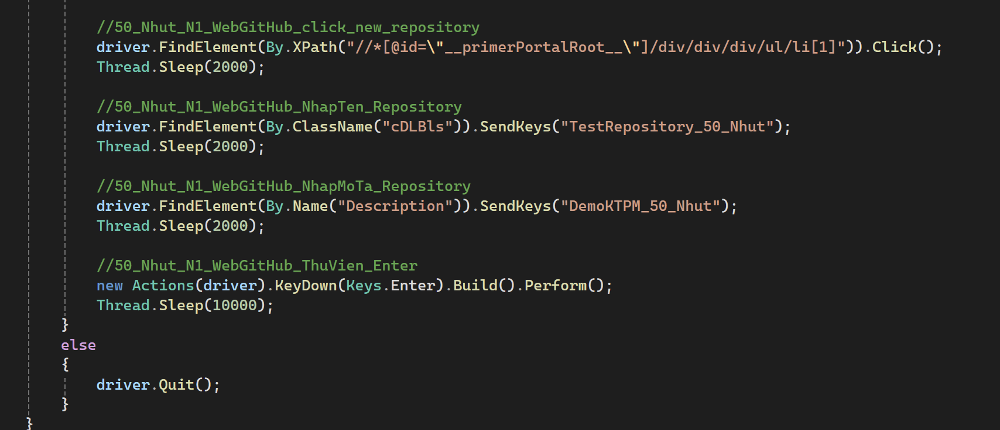 //50_Nhut_N1_WebGitHub_click_new_repository
driver.FindElement(By.XPath("//*[@id=\"__primerPortalRoot__\"]/div/div/div/ul/li[1]")).Click();
Thread.Sleep(2000);
//50_Nhut_N1_WebGitHub_NhapTen_Repository
driver.FindElement(By.ClassName("cDLBls")).SendKeys("TestRepository_50_Nhut");
Thread.Sleep(2000);
//50_Nhut_N1_WebGitHub_NhapMoTa_Repository
driver.FindElement(By.Name("Description")).SendKeys("DemoKTPM_50_Nhut");
Thread.Sleep(2000);
//50_Nhut_N1_WebGitHub_ThuVien_Enter
new Actions(driver).KeyDown(Keys.Enter).Build().Perform();
Thread.Sleep(10000);
}
else
{
driver.Quit();
}
}